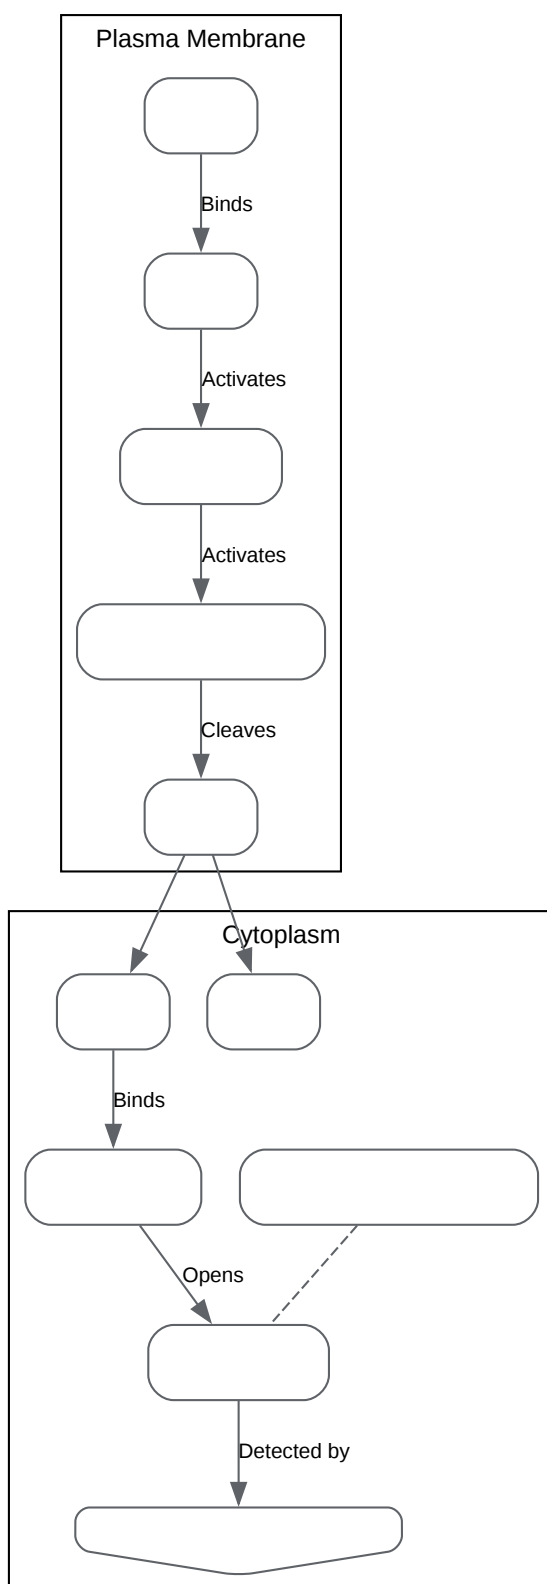 Plasma Membrane
Binds
Activates
Activates
Cleaves
Cytoplasm
Binds
Opens
Detected by